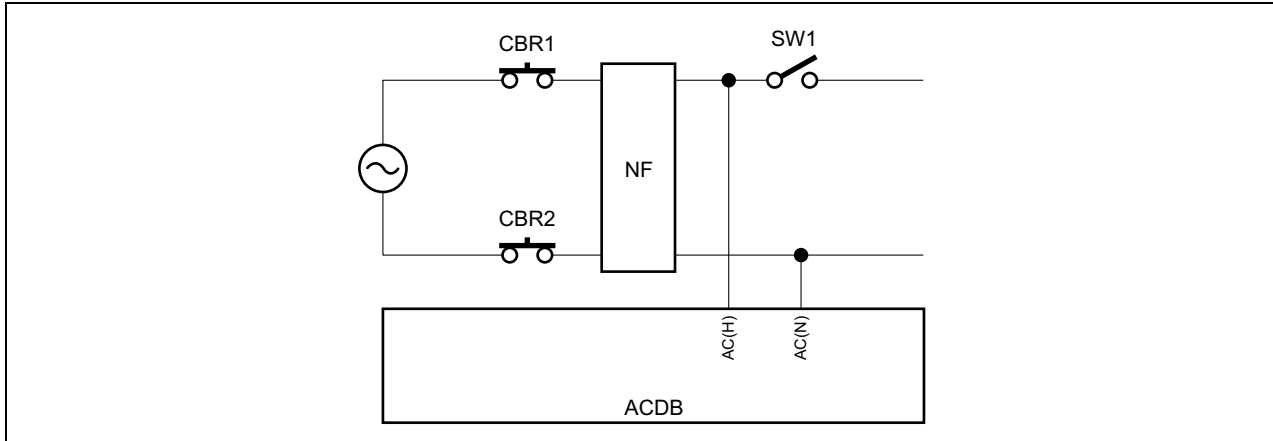 CBR1
SW1
NF
CBR2
AC(H)
AC(N)
ACDB